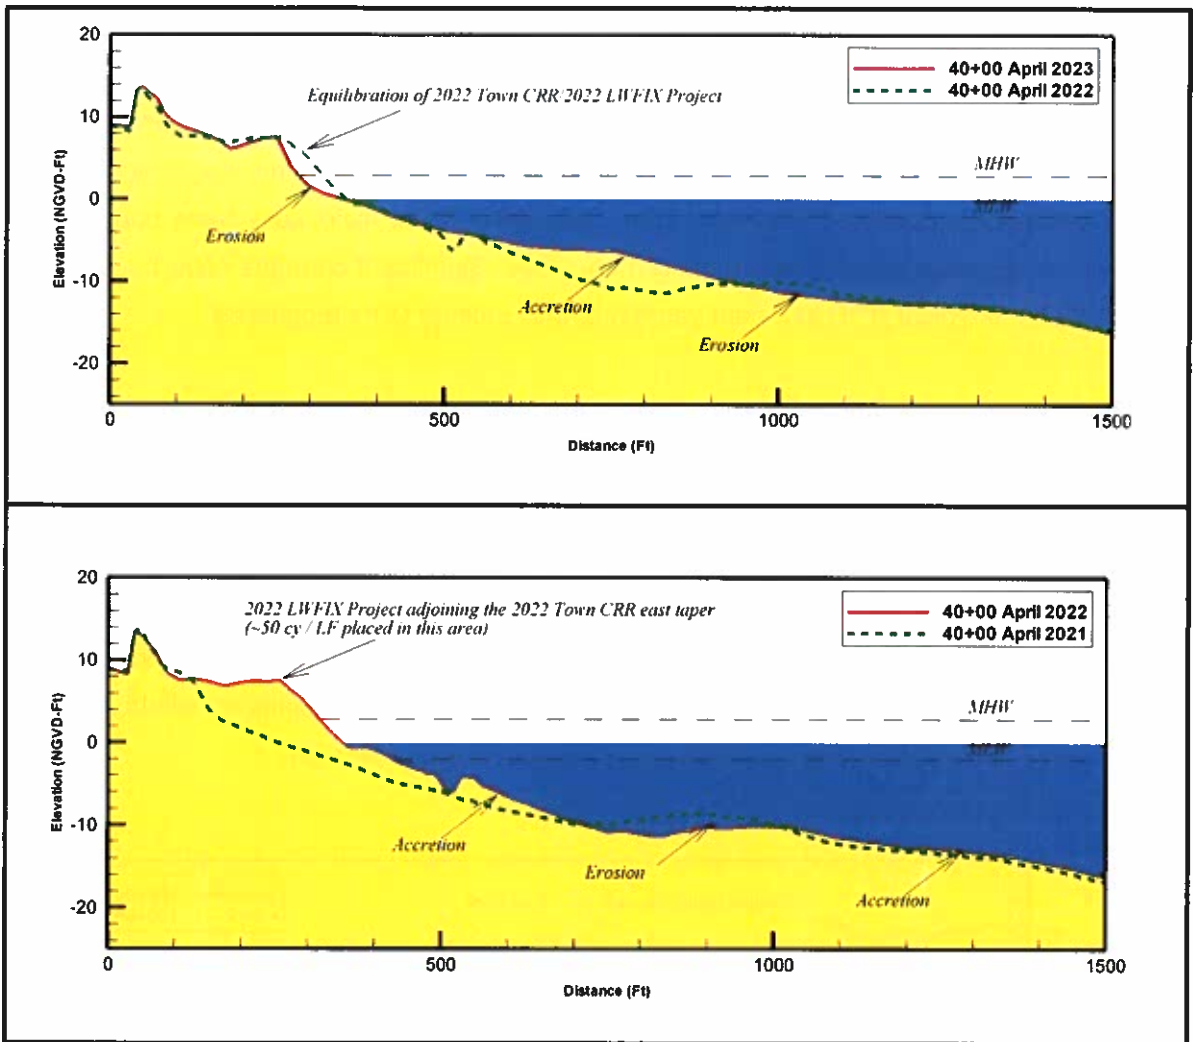 20
10
0
-10
-20
Elevation (NGVD-Ft)
40+00 April 2023
40+00 April 2022
Equilibration of 2022 Town CRR/2022 LWFIX Project
MHW
Erosion
Accretion
Erosion
0
500
1000
1500
Distance (Ft)
20
10
0
-10
-20
Elevation (NGVD-Ft)
40+00 April 2022
40+00 April 2021
2022 LWFIX Project adjoining the 2022 Town CRR east taper
(~50 cy / LF placed in this area)
MHW
Accretion
Erosion
Accretion
0
500
1000
1500
Distance (Ft)